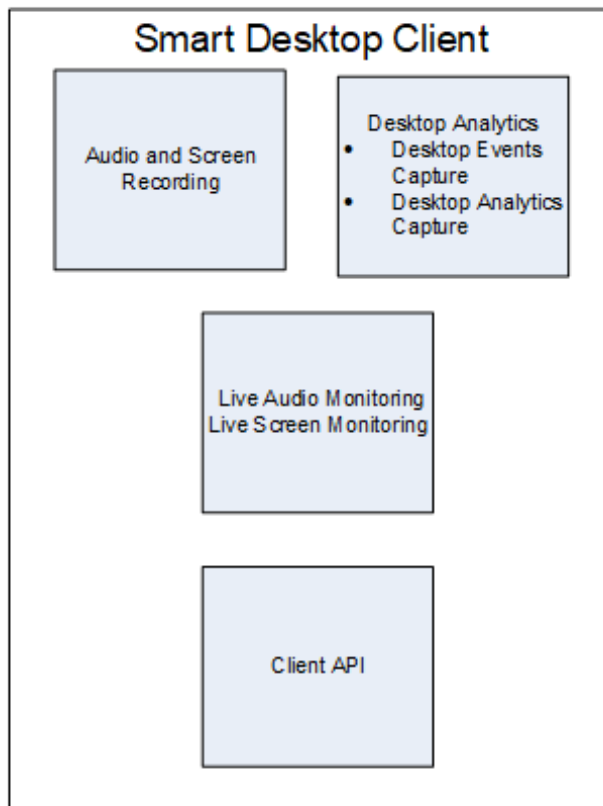 Smart Desktop Client
Audio and Screen
Recording
Desktop Analytics
• Desktop Events
Capture
• Desktop Analytics
Capture
Live Audio Monitoring
Live Screen Monitoring
Client API